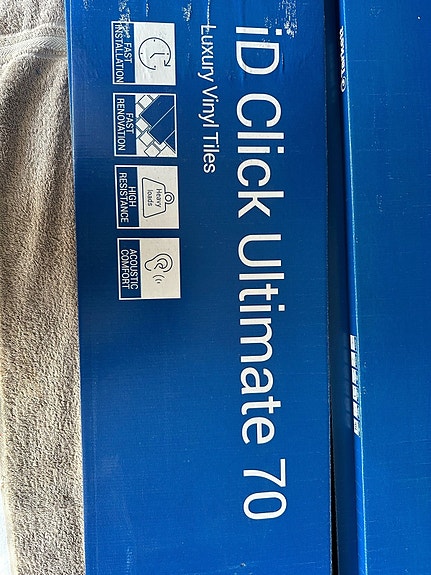 iD Click Ultimate 70
Luxury Vinyl Tiles
FAST
INSTALLATION
FAST
RENOVATION
Heavy
loads
HIGH
RESISTANCE
ACOUSTIC
COMFORT